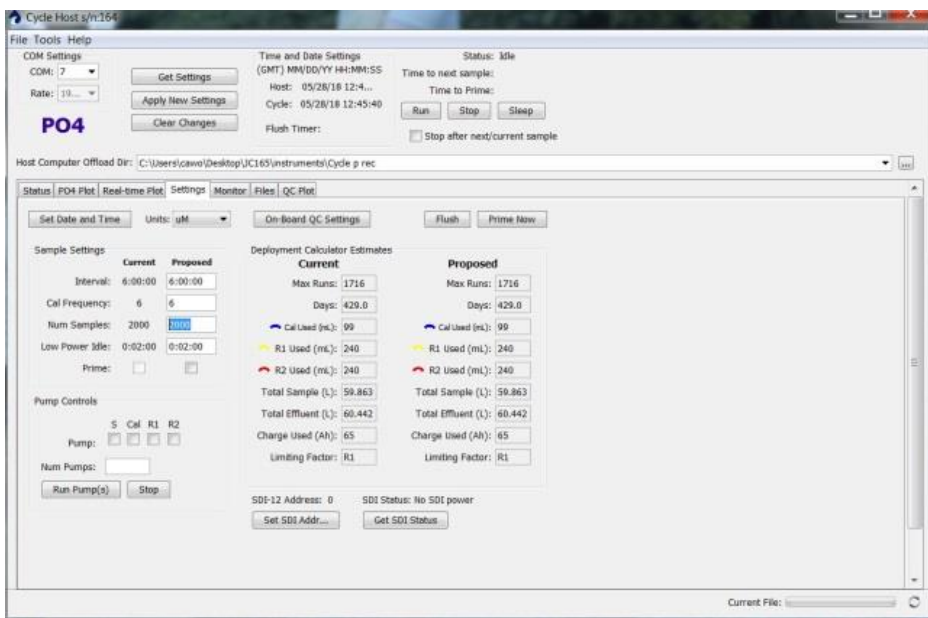 Cycle Host s/n:164
File Tools Help
COM Settings
COM: 7
Rate: 19...
PO4
Get Settings
Apply New Settings
Clear Changes
Time and Date Settings
(GMT) MM/DD/YY HH:MM:SS
Host: 05/28/18 12:4...
Cycle: 05/28/18 12:45:40
Flush Timer:
Status: Idle
Time to next sample:
Time to Prime:
Run Stop Sleep
Stop after next/current sample
Host Computer Offload Dir: C:\Users\cawo\Desktop\JC165\instruments\Cycle p rec
Status PO4 Plot Real-time Plot Settings Monitor Files QC Plot
Set Date and Time Units: uM On-Board QC Settings Flush Prime Now
Sample Settings
Current Proposed
Interval: 6:00:00 6:00:00
Cal Frequency: 6 6
Num Samples: 2000 2000
Low Power Idle: 0:02:00 0:02:00
Prime:
Pump Controls
S Cal R1 R2
Pump:
Num Pumps:
Run Pump(s) Stop
Deployment Calculator Estimates
Current Proposed
Max Runs: 1716 Max Runs: 1716
Days: 429.0 Days: 429.0
Cal Used (mL): 99 Cal Used (mL): 99
R1 Used (mL): 240 R1 Used (mL): 240
R2 Used (mL): 240 R2 Used (mL): 240
Total Sample (L): 59.863 Total Sample (L): 59.863
Total Effluent (L): 60.442 Total Effluent (L): 60.442
Charge Used (Ah): 65 Charge Used (Ah): 65
Limiting Factor: R1 Limiting Factor: R1
SDI-12 Address: 0 SDI Status: No SDI power
Set SDI Addr... Get SDI Status
Current File: